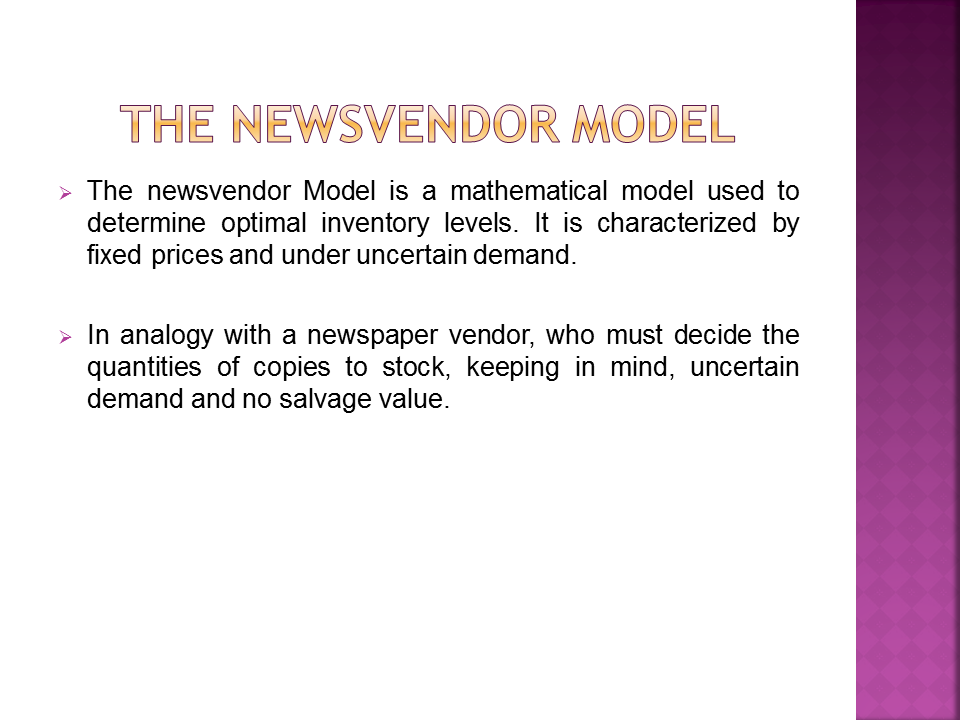 THE NEWSVENDOR MODEL
The newsvendor Model is a mathematical model used to
determine optimal inventory levels. It is characterized by
fixed prices and under uncertain demand.
In analogy with a newspaper vendor, who must decide the
quantities of copies to stock, keeping in mind, uncertain
demand and no salvage value.